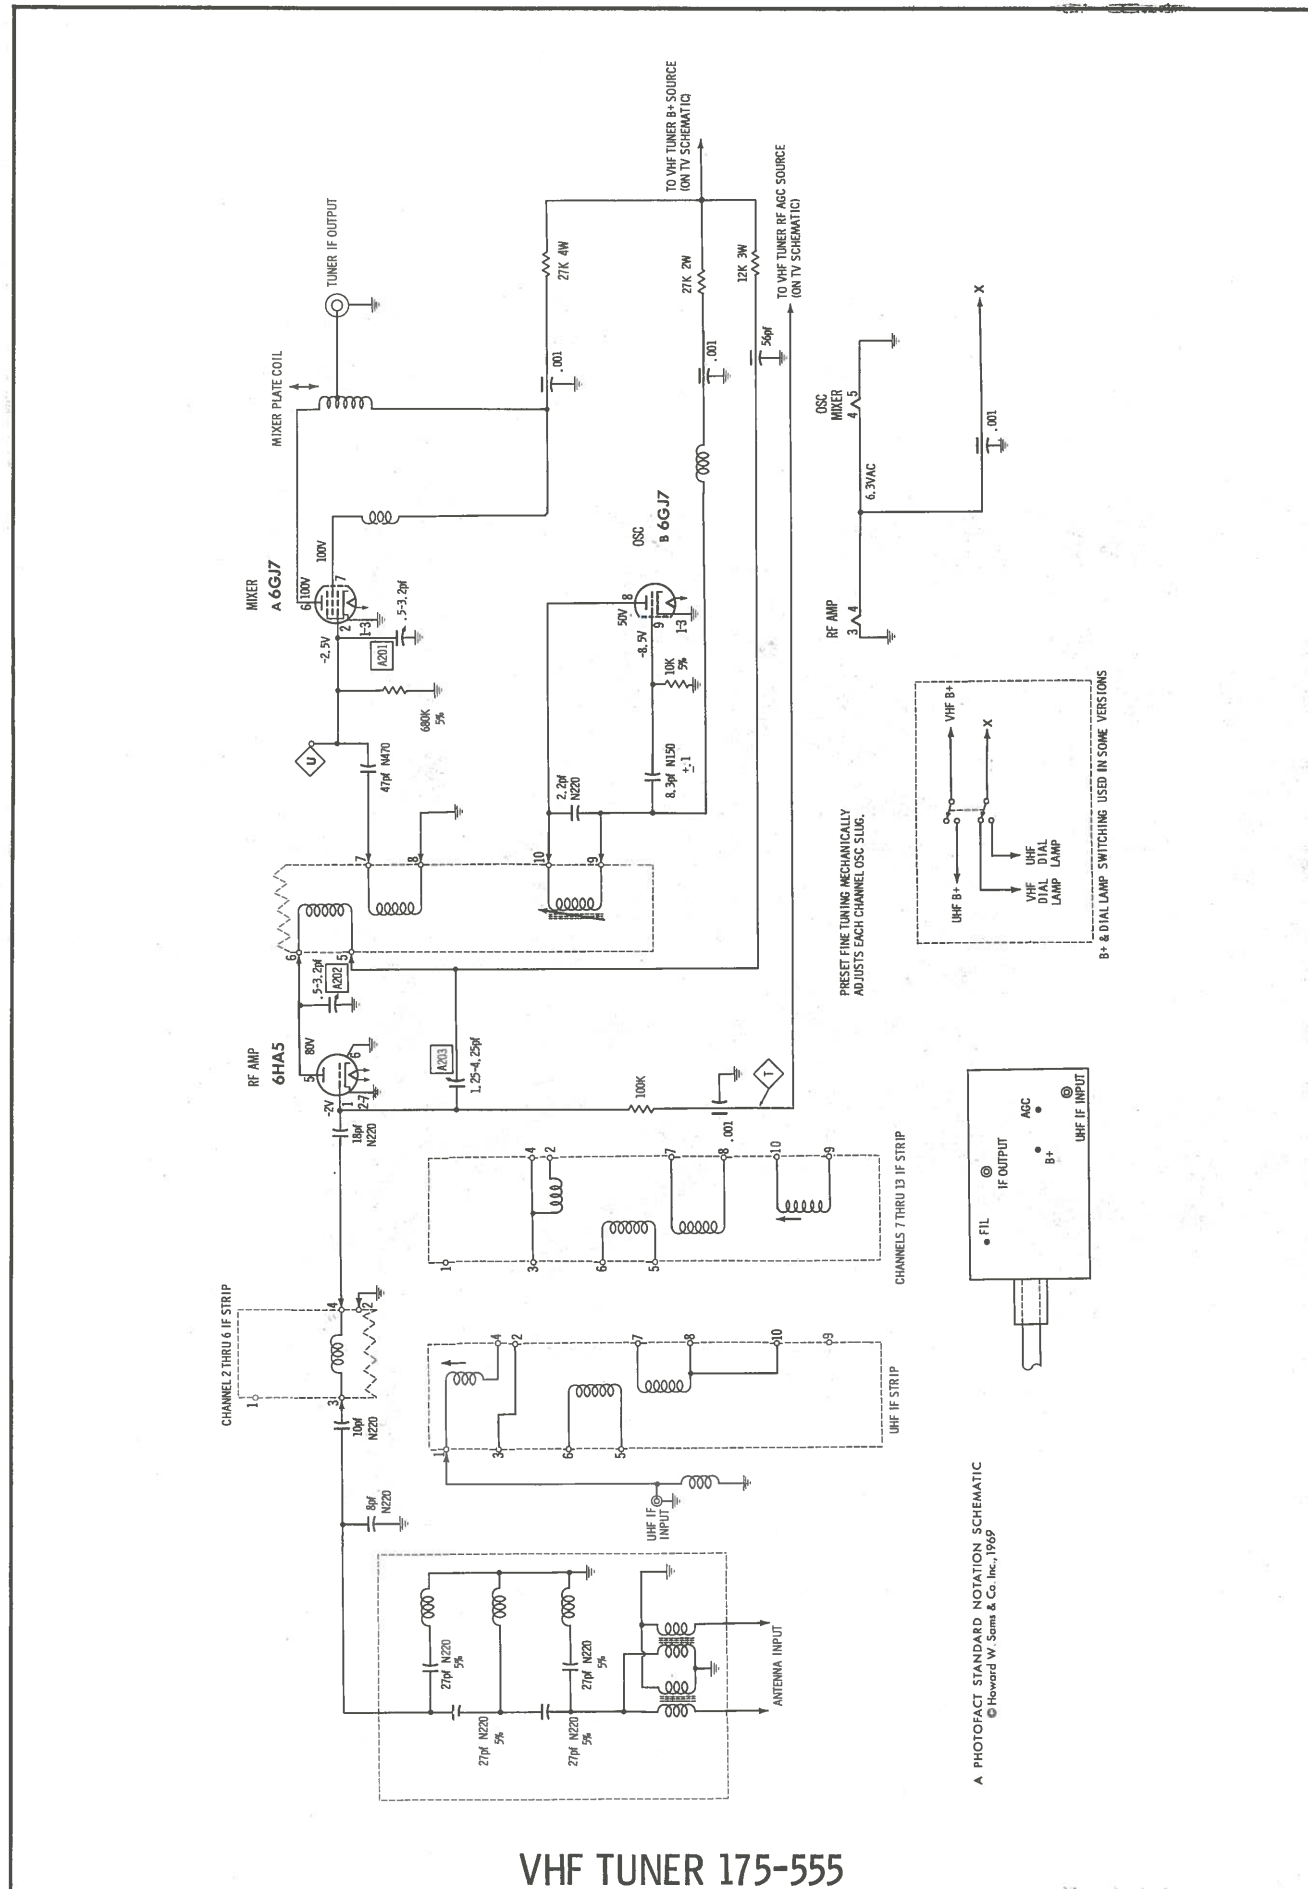 TO VHF TUNER B+ SOURCE
(ON TV SCHEMATIC)
TO VHF TUNER RF AGC SOURCE
(ON TV SCHEMATIC)
TUNER IF OUTPUT
MIXER PLATE COIL
27K 4W
27K 2W
12K 3W
.001
.001
56pf
MIXER
A 6GJ7
100V
100V
6
7
2
1-3
-2.5V
.5-3.2pf
A201
680K
5%
U
47pf N470
OSC
B 6GJ7
8
50V
9
-8.5V
1-3
10K
5%
8.3pf N150
±.1
2.2pf
N220
7
8
10
9
6
5
.5-3.2pf
A202
RF AMP
6HA5
80V
5
6
-2V
1
2-7
18pf
N220
A203
1.25-4.25pf
100K
.001
T
OSC
MIXER
4 5
6.3VAC
RF AMP
3 4
.001
X
PRESET FINE TUNING MECHANICALLY
ADJUSTS EACH CHANNEL OSC SLUG.
VHF B+
X
UHF B+
VHF
DIAL
LAMP
UHF
DIAL
LAMP
B+ & DIAL LAMP SWITCHING USED IN SOME VERSIONS
CHANNEL 2 THRU 6 IF STRIP
1
3
4
2
10pf
N220
8pf
N220
CHANNELS 7 THRU 13 IF STRIP
1
3
6
5
4
2
7
8
10
9
UHF IF STRIP
1
3
6
5
4
2
7
8
10
9
UHF IF
INPUT
27pf N220
5%
27pf N220
5%
27pf N220
5%
27pf N220
5%
ANTENNA INPUT
FIL
IF OUTPUT
B+
AGC
UHF IF INPUT
A PHOTOFACT STANDARD NOTATION SCHEMATIC
© Howard W. Sams & Co. Inc., 1969
VHF TUNER 175-555